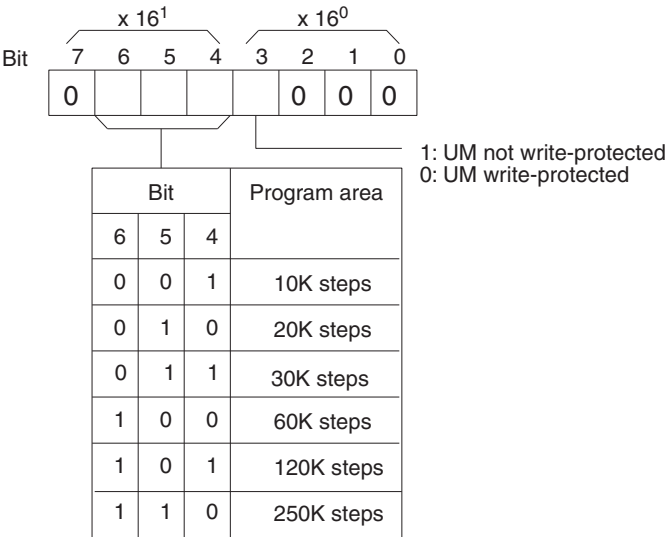 x 16¹ x 16⁰
Bit 7 6 5 4 3 2 1 0
0 0 0 0
1: UM not write-protected
0: UM write-protected
Bit Program area
6 5 4
0 0 1 10K steps
0 1 0 20K steps
0 1 1 30K steps
1 0 0 60K steps
1 0 1 120K steps
1 1 0 250K steps